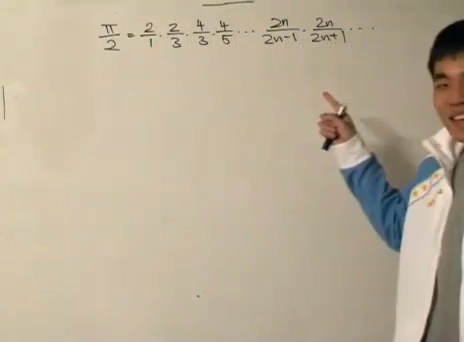 π/2 = 2/1 · 2/3 · 4/3 · 4/5 ··· 2n/2n-1 · 2n/2n+1 ···